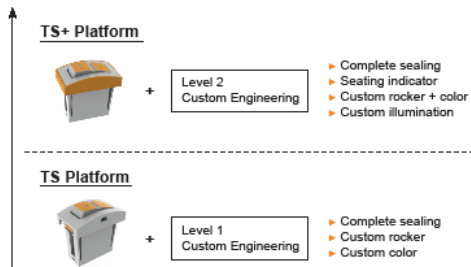 TS+ Platform
+
Level 2
Custom Engineering
▸ Complete sealing
▸ Seating indicator
▸ Custom rocker + color
▸ Custom illumination
TS Platform
+
Level 1
Custom Engineering
▸ Complete sealing
▸ Custom rocker
▸ Custom color